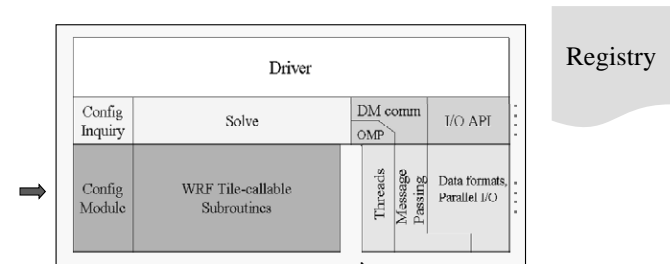 Registry
Driver
Config
Inquiry
Solve
DM comm
OMP
I/O API
Config
Module
WRF Tile-callable
Subroutines
Threads
Message
Passing
Data formats,
Parallel I/O